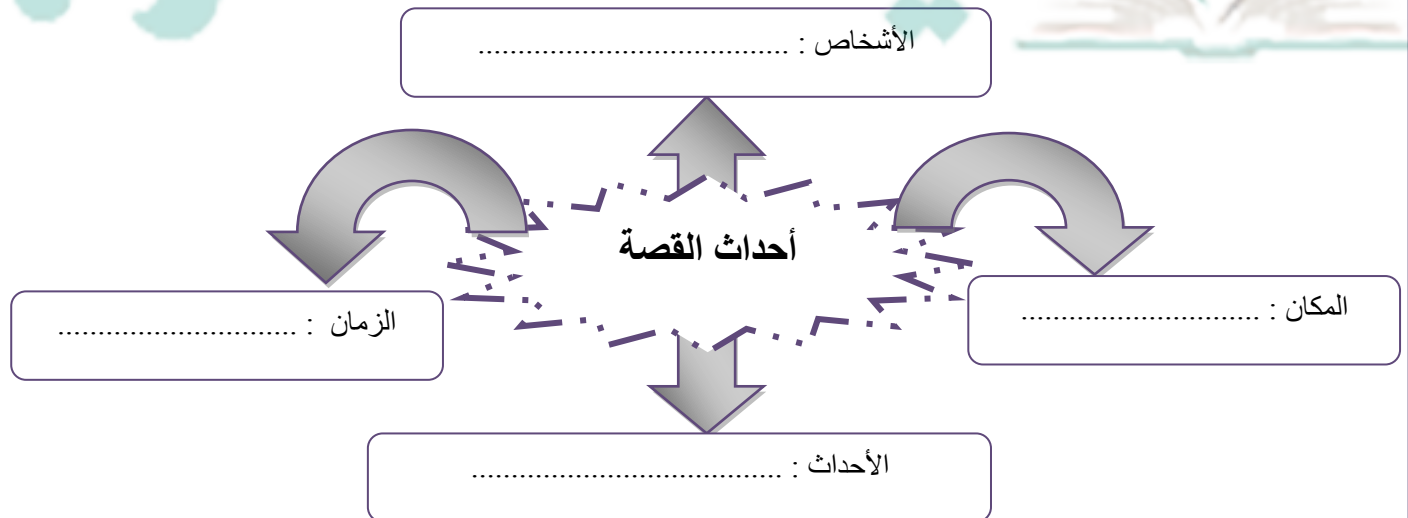 الأشخاص : .......................................
أحداث القصة
المكان : ..............................
الزمان : ..............................
الأحداث : .......................................